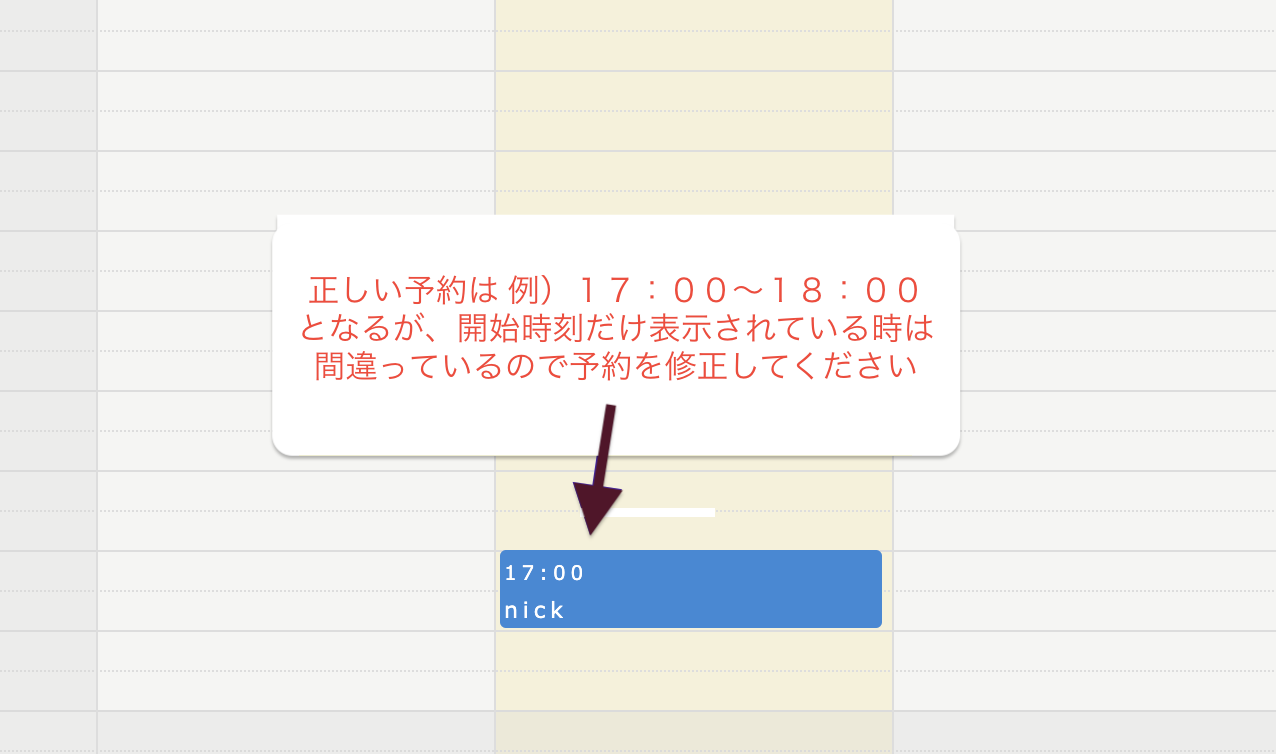 正しい予約は 例）１７：００〜１８：００
となるが、開始時刻だけ表示されている時は
間違っているので予約を修正してください
17:00
nick